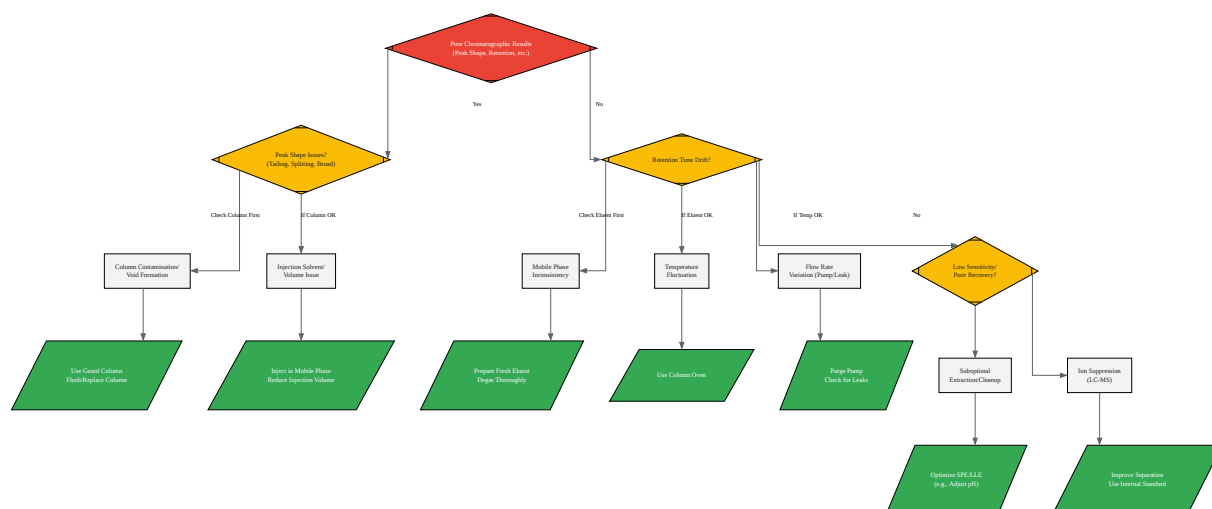 Poor Chromatographic Results
(Peak Shape, Retention, etc.)
Yes
No
Peak Shape Issues?
(Tailing, Splitting, Broad)
Retention Time Drift?
Check Column First
If Column OK
Check Eluent First
If Eluent OK
If Temp OK
No
Column Contamination/
Void Formation
Injection Solvent/
Volume Issue
Mobile Phase
Inconsistency
Temperature
Fluctuation
Flow Rate
Variation (Pump/Leak)
Low Sensitivity/
Poor Recovery?
Use Guard Column
Flush/Replace Column
Inject in Mobile Phase
Reduce Injection Volume
Prepare Fresh Eluent
Degas Thoroughly
Use Column Oven
Purge Pump
Check for Leaks
Suboptimal
Extraction/Cleanup
Ion Suppression
(LC-MS)
Optimize SPE/LLE
(e.g., Adjust pH)
Improve Separation
Use Internal Standard